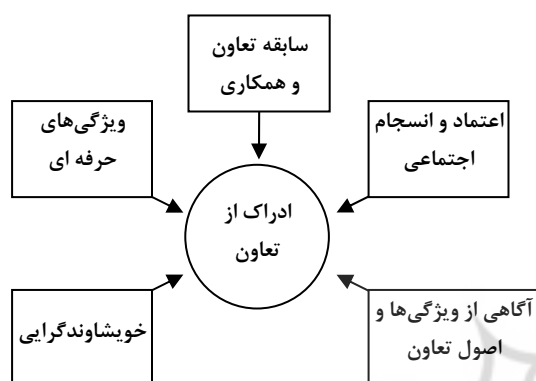 سابقه تعاون
و همکاری
اعتماد و انسجام
اجتماعی
ویژگی‌های
حرفه ای
ادراک از
تعاون
آگاهی از ویژگی‌ها و
اصول تعاون
خویشاوندگرایی